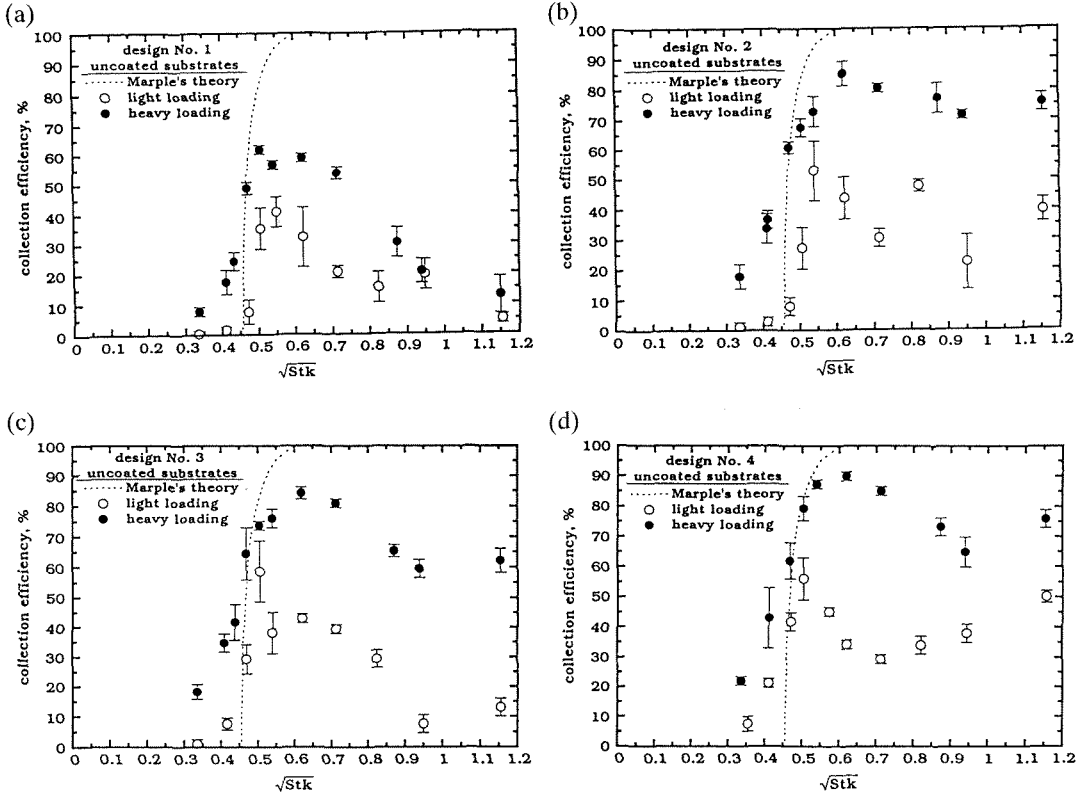 (a)
design No. 1
uncoated substrates
Marple's theory
light loading
heavy loading
collection efficiency, %
100
90
80
70
60
50
40
30
20
10
0
0 0.1 0.2 0.3 0.4 0.5 0.6 0.7 0.8 0.9 1 1.1 1.2
√Stk
(b)
design No. 2
uncoated substrates
Marple's theory
light loading
heavy loading
collection efficiency, %
100
90
80
70
60
50
40
30
20
10
0
0 0.1 0.2 0.3 0.4 0.5 0.6 0.7 0.8 0.9 1 1.1 1.2
√Stk
(c)
design No. 3
uncoated substrates
Marple's theory
light loading
heavy loading
collection efficiency, %
100
90
80
70
60
50
40
30
20
10
0
0 0.1 0.2 0.3 0.4 0.5 0.6 0.7 0.8 0.9 1 1.1 1.2
√Stk
(d)
design No. 4
uncoated substrates
Marple's theory
light loading
heavy loading
collection efficiency, %
100
90
80
70
60
50
40
30
20
10
0
0 0.1 0.2 0.3 0.4 0.5 0.6 0.7 0.8 0.9 1 1.1 1.2
√Stk